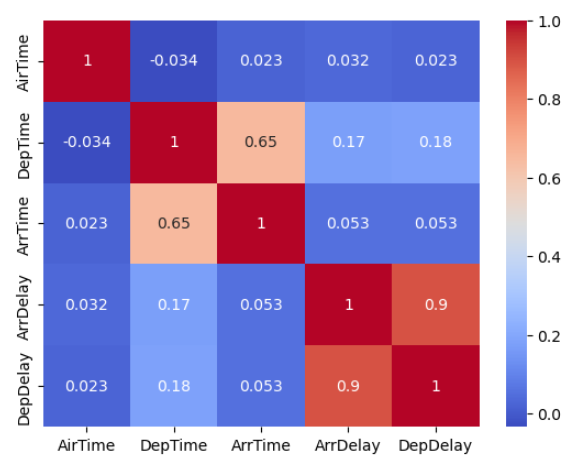 AirTime 1 -0.034 0.023 0.032 0.023
DepTime -0.034 1 0.65 0.17 0.18
ArrTime 0.023 0.65 1 0.053 0.053
ArrDelay 0.032 0.17 0.053 1 0.9
DepDelay 0.023 0.18 0.053 0.9 1
AirTime DepTime ArrTime ArrDelay DepDelay
1.0
0.8
0.6
0.4
0.2
0.0